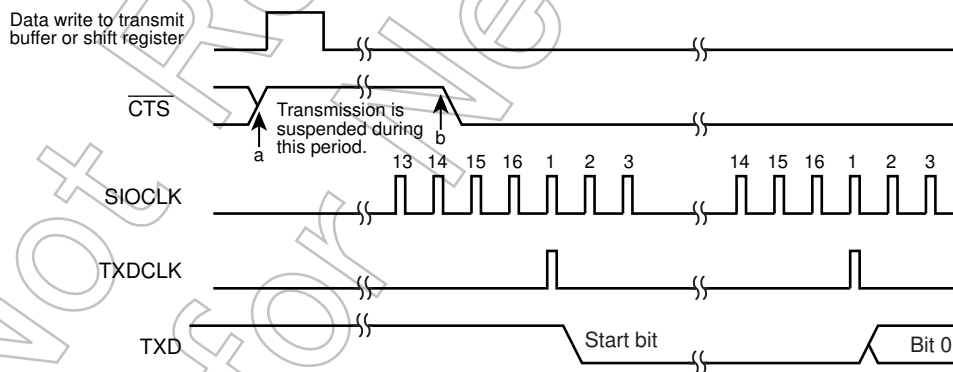 Data write to transmit
buffer or shift register
CTS
Transmission is
suspended during
this period.
a
b
13 14 15 16 1 2 3 14 15 16 1 2 3
SIOCLK
TXDCLK
TXD
Start bit
Bit 0